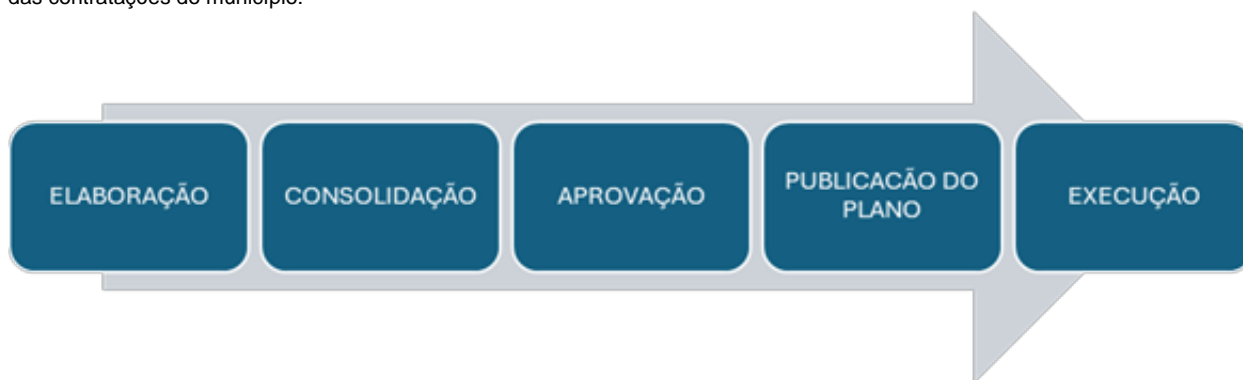 das contratações do município.
ELABORAÇÃO
CONSOLIDAÇÃO
APROVAÇÃO
PUBLICACÃO DO
PLANO
EXECUÇÃO